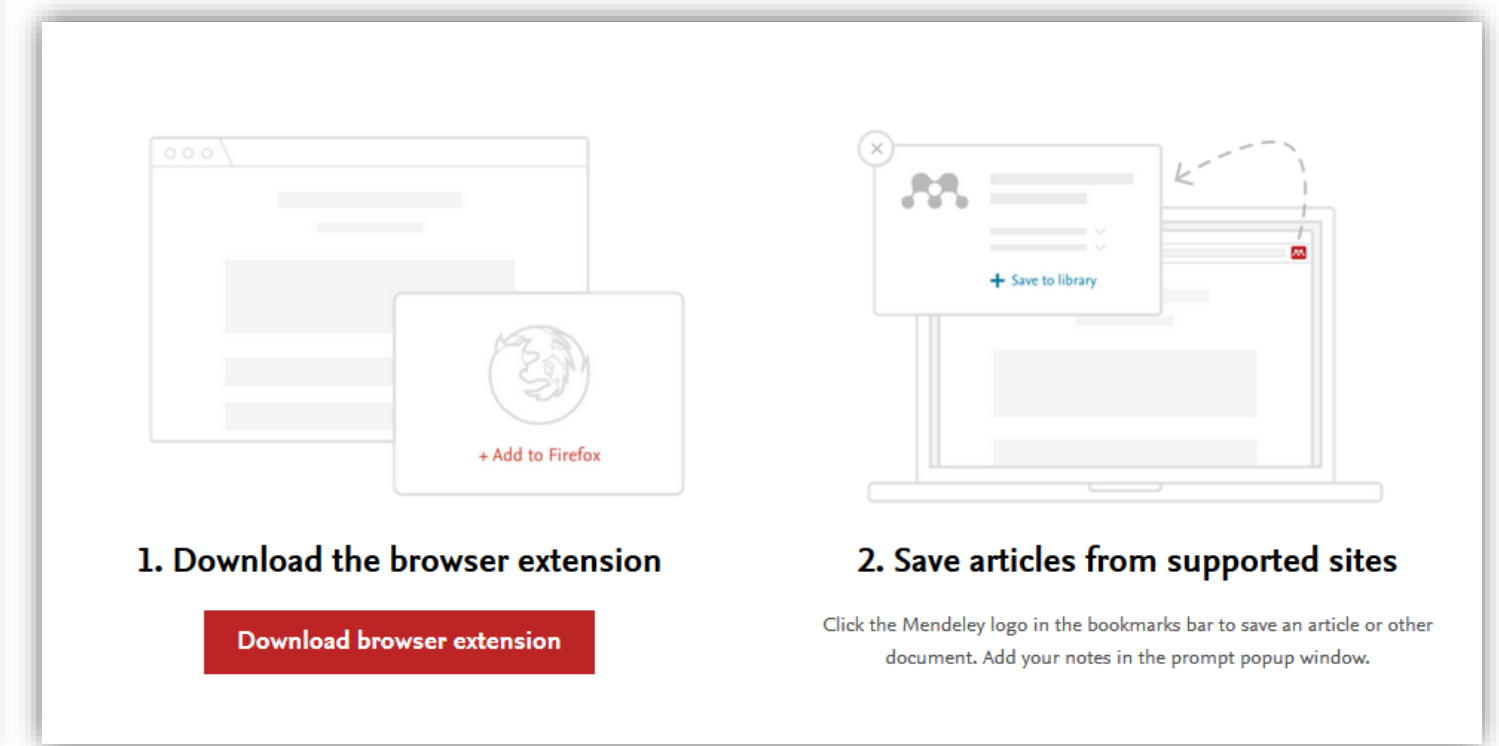 + Add to Firefox
1. Download the browser extension
Download browser extension
+ Save to library
2. Save articles from supported sites
Click the Mendeley logo in the bookmarks bar to save an article or other
document. Add your notes in the prompt popup window.